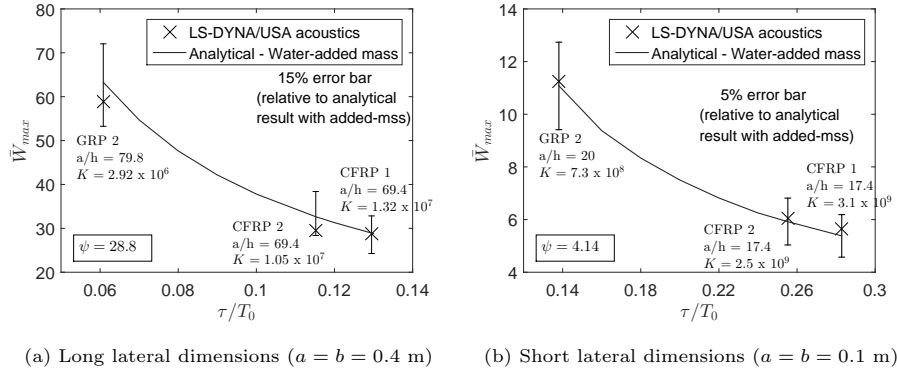 80
70
60
50
40
30
20
W̄max
0.06
0.08
0.1
0.12
0.14
τ/T0
LS-DYNA/USA acoustics
Analytical - Water-added mass
15% error bar
(relative to analytical
result with added-mss)
GRP 2
a/h = 79.8
K = 2.92 x 10^6
CFRP 1
a/h = 69.4
K = 1.32 x 10^7
CFRP 2
a/h = 69.4
K = 1.05 x 10^7
ψ = 28.8
(a) Long lateral dimensions (a = b = 0.4 m)
14
12
10
8
6
4
W̄max
0.14
0.18
0.22
0.26
0.3
τ/T0
LS-DYNA/USA acoustics
Analytical - Water-added mass
5% error bar
(relative to analytical
result with added-mss)
GRP 2
a/h = 20
K = 7.3 x 10^8
CFRP 1
a/h = 17.4
K = 3.1 x 10^9
CFRP 2
a/h = 17.4
K = 2.5 x 10^9
ψ = 4.14
(b) Short lateral dimensions (a = b = 0.1 m)